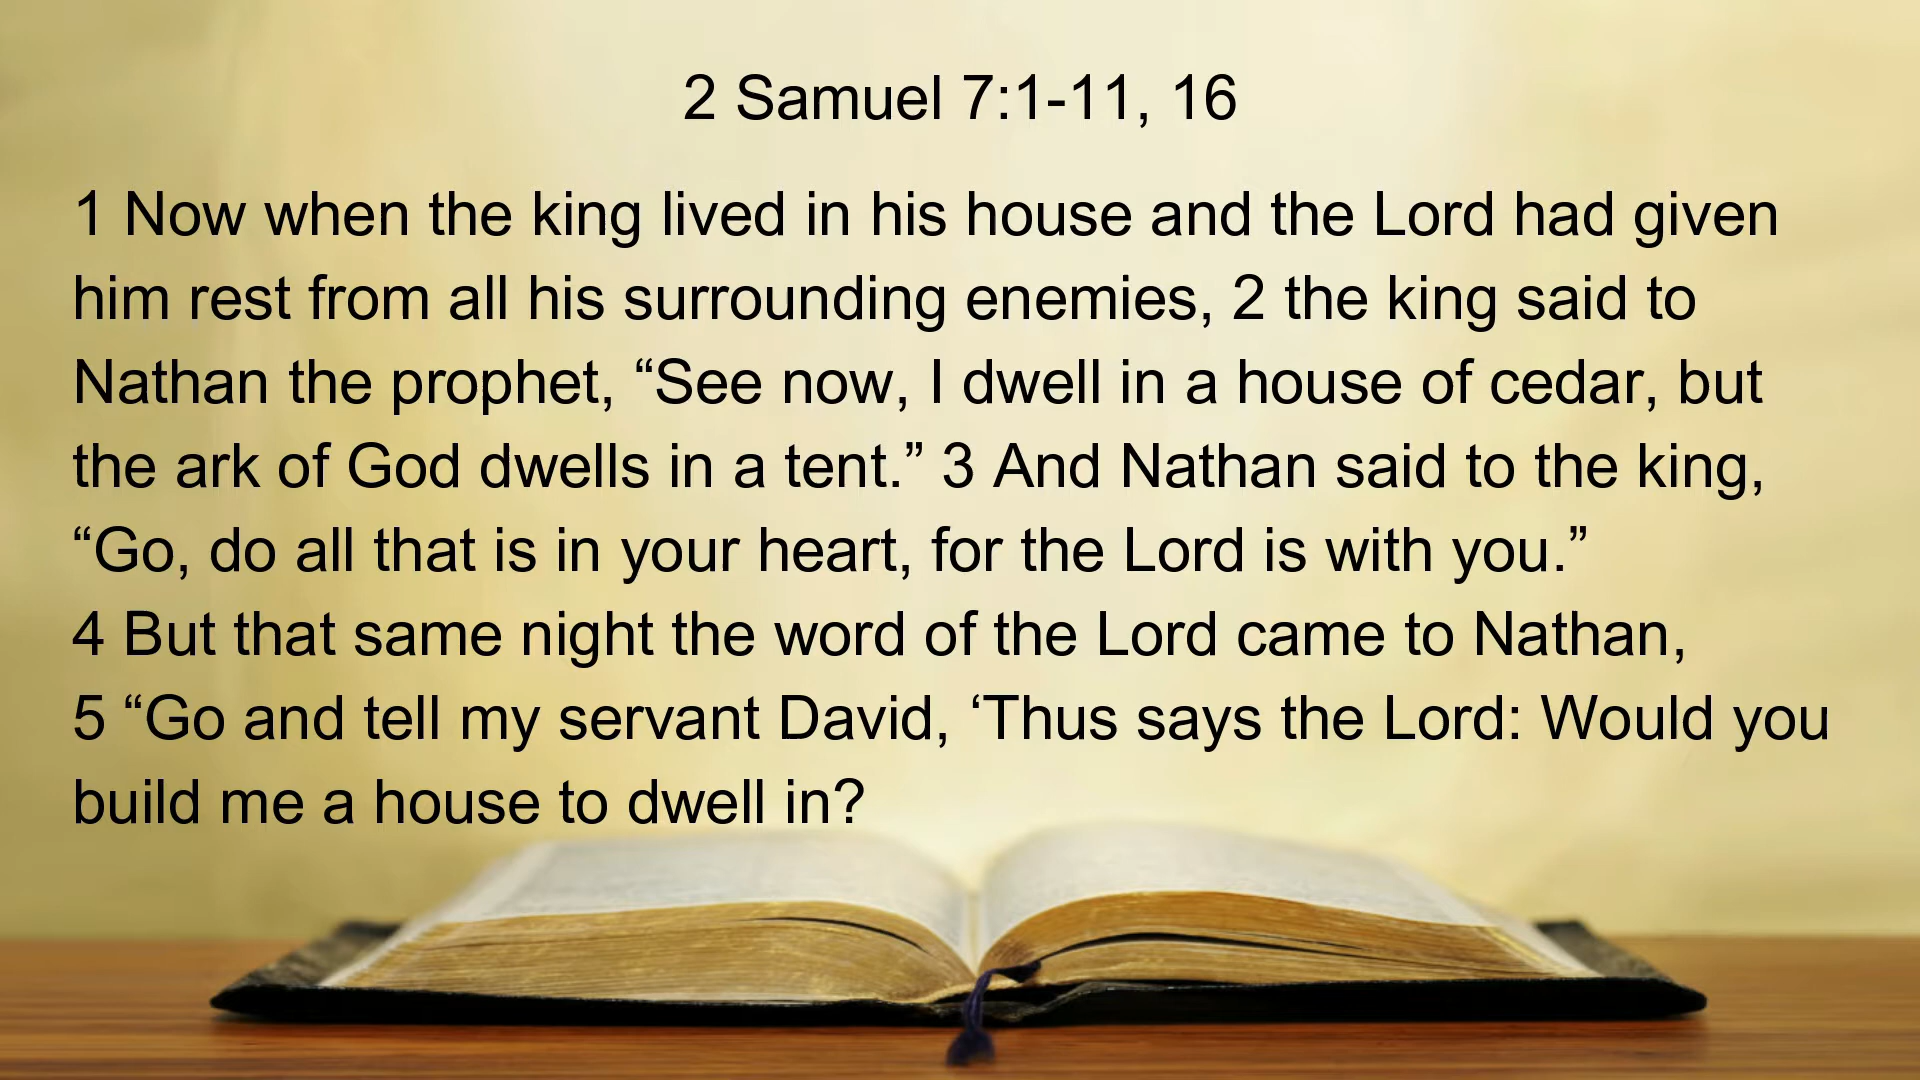 2 Samuel 7:1-11, 16
1 Now when the king lived in his house and the Lord had given
him rest from all his surrounding enemies, 2 the king said to
Nathan the prophet, “See now, I dwell in a house of cedar, but
the ark of God dwells in a tent.” 3 And Nathan said to the king,
“Go, do all that is in your heart, for the Lord is with you.”
4 But that same night the word of the Lord came to Nathan,
5 “Go and tell my servant David, ‘Thus says the Lord: Would you
build me a house to dwell in?